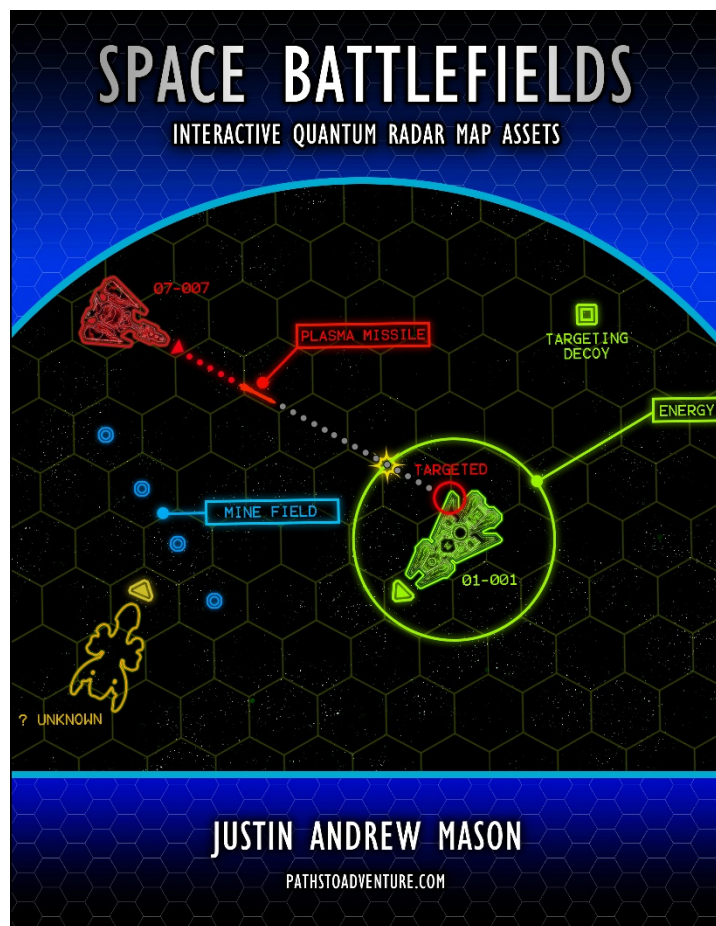 SPACE BATTLEFIELDS
INTERACTIVE QUANTUM RADAR MAP ASSETS
07-007
PLASMA MISSILE
TARGETING
DECOY
ENERGY
TARGETED
MINE FIELD
01-001
? UNKNOWN
JUSTIN ANDREW MASON
PATHSTOADVENTURE.COM